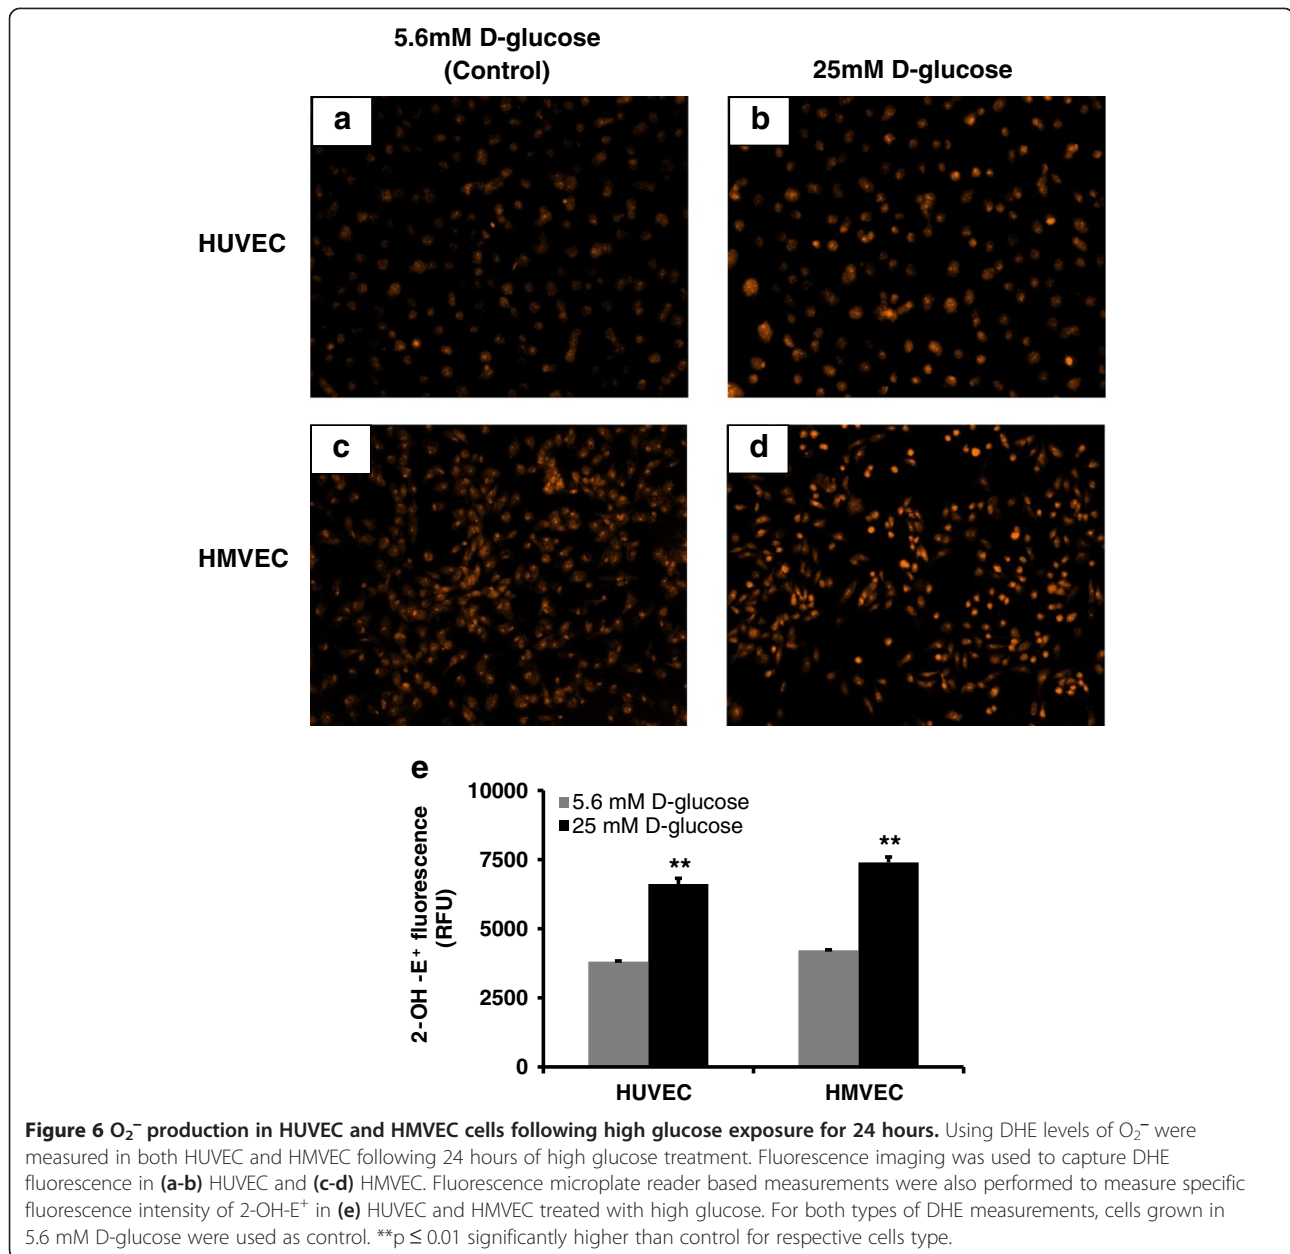 5.6mM D-glucose
(Control)
25mM D-glucose
a
b
HUVEC
c
d
HMVEC
e
2-OH -E⁺ fluorescence
(RFU)
10000
7500
5000
2500
0
5.6 mM D-glucose
25 mM D-glucose
**
**
HUVEC
HMVEC
Figure 6 O₂⁻ production in HUVEC and HMVEC cells following high glucose exposure for 24 hours. Using DHE levels of O₂⁻ were
measured in both HUVEC and HMVEC following 24 hours of high glucose treatment. Fluorescence imaging was used to capture DHE
fluorescence in (a-b) HUVEC and (c-d) HMVEC. Fluorescence microplate reader based measurements were also performed to measure specific
fluorescence intensity of 2-OH-E⁺ in (e) HUVEC and HMVEC treated with high glucose. For both types of DHE measurements, cells grown in
5.6 mM D-glucose were used as control. **p ≤ 0.01 significantly higher than control for respective cells type.